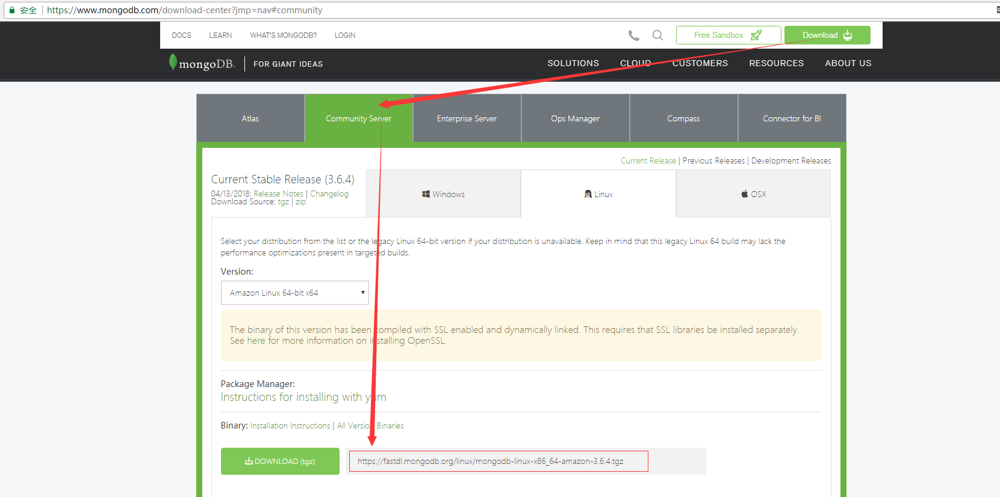 安全 https://www.mongodb.com/download-center?jmp=nav#community
DOCS LEARN WHAT'S MONGODB? LOGIN Free Sandbox Download
mongoDB. FOR GIANT IDEAS SOLUTIONS CLOUD CUSTOMERS RESOURCES ABOUT US
Atlas Community Server Enterprise Server Ops Manager Compass Connector for BI
Current Release | Previous Releases | Development Releases
Current Stable Release (3.6.4)
04/13/2018: Release Notes | Changelog
Download Source: tgz | zip
Windows Linux OSX
Select your distribution from the list or the legacy Linux 64-bit version if your distribution is unavailable. Keep in mind that this legacy Linux 64 build may lack the
performance optimizations present in targeted builds.
Version:
Amazon Linux 64-bit x64
The binary of this version has been compiled with SSL enabled and dynamically linked. This requires that SSL libraries be installed separately.
See here for more information on installing OpenSSL.
Package Manager:
Instructions for installing with yum
Binary: Installation Instructions | All Version Binaries
DOWNLOAD (tgz) https://fastdl.mongodb.org/linux/mongodb-linux-x86_64-amazon-3.6.4.tgz